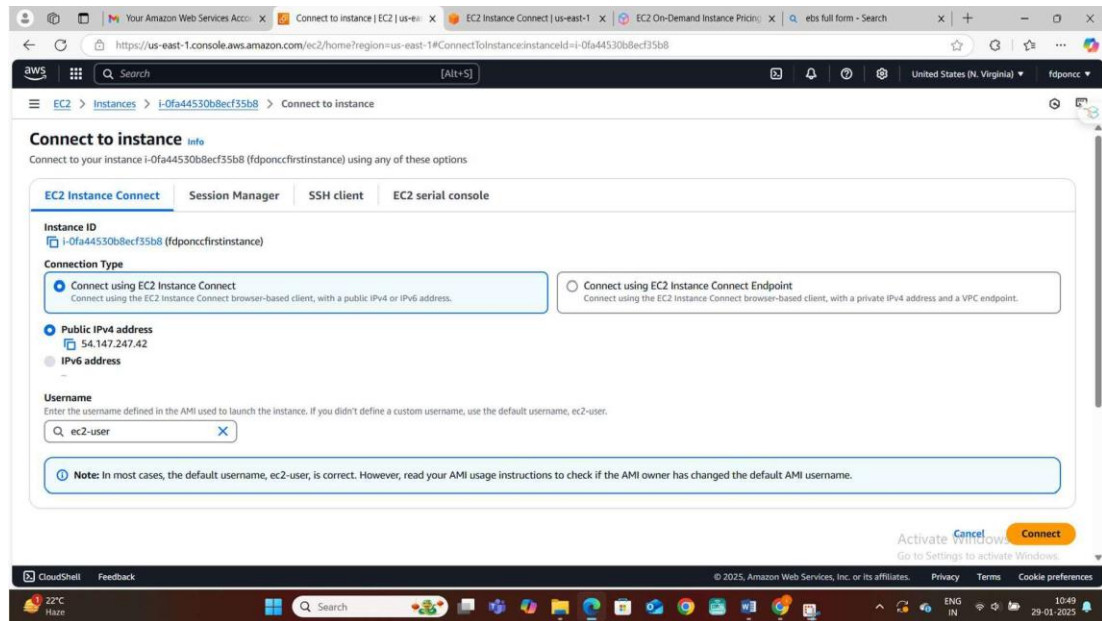 Your Amazon Web Services Acco
Connect to instance | EC2 | us-ea
EC2 Instance Connect | us-east-1
EC2 On-Demand Instance Pricing
ebs full form - Search
https://us-east-1.console.aws.amazon.com/ec2/home?region=us-east-1#ConnectToInstance:instanceId=i-0fa44530b8ecf35b8
aws Search [Alt+S] United States (N. Virginia) fdponcc
EC2 > Instances > i-0fa44530b8ecf35b8 > Connect to instance
Connect to instance Info
Connect to your instance i-0fa44530b8ecf35b8 (fdponccfirstinstance) using any of these options
EC2 Instance Connect Session Manager SSH client EC2 serial console
Instance ID
i-0fa44530b8ecf35b8 (fdponccfirstinstance)
Connection Type
Connect using EC2 Instance Connect
Connect using the EC2 Instance Connect browser-based client, with a public IPv4 or IPv6 address.
Connect using EC2 Instance Connect Endpoint
Connect using the EC2 Instance Connect browser-based client, with a private IPv4 address and a VPC endpoint.
Public IPv4 address
54.147.247.42
IPv6 address
–
Username
Enter the username defined in the AMI used to launch the instance. If you didn't define a custom username, use the default username, ec2-user.
ec2-user
Note: In most cases, the default username, ec2-user, is correct. However, read your AMI usage instructions to check if the AMI owner has changed the default AMI username.
Cancel Connect
Activate Windows
Go to Settings to activate Windows.
CloudShell Feedback © 2025, Amazon Web Services, Inc. or its affiliates. Privacy Terms Cookie preferences
22°C
Haze
Search
ENG
IN
10:49
29-01-2025